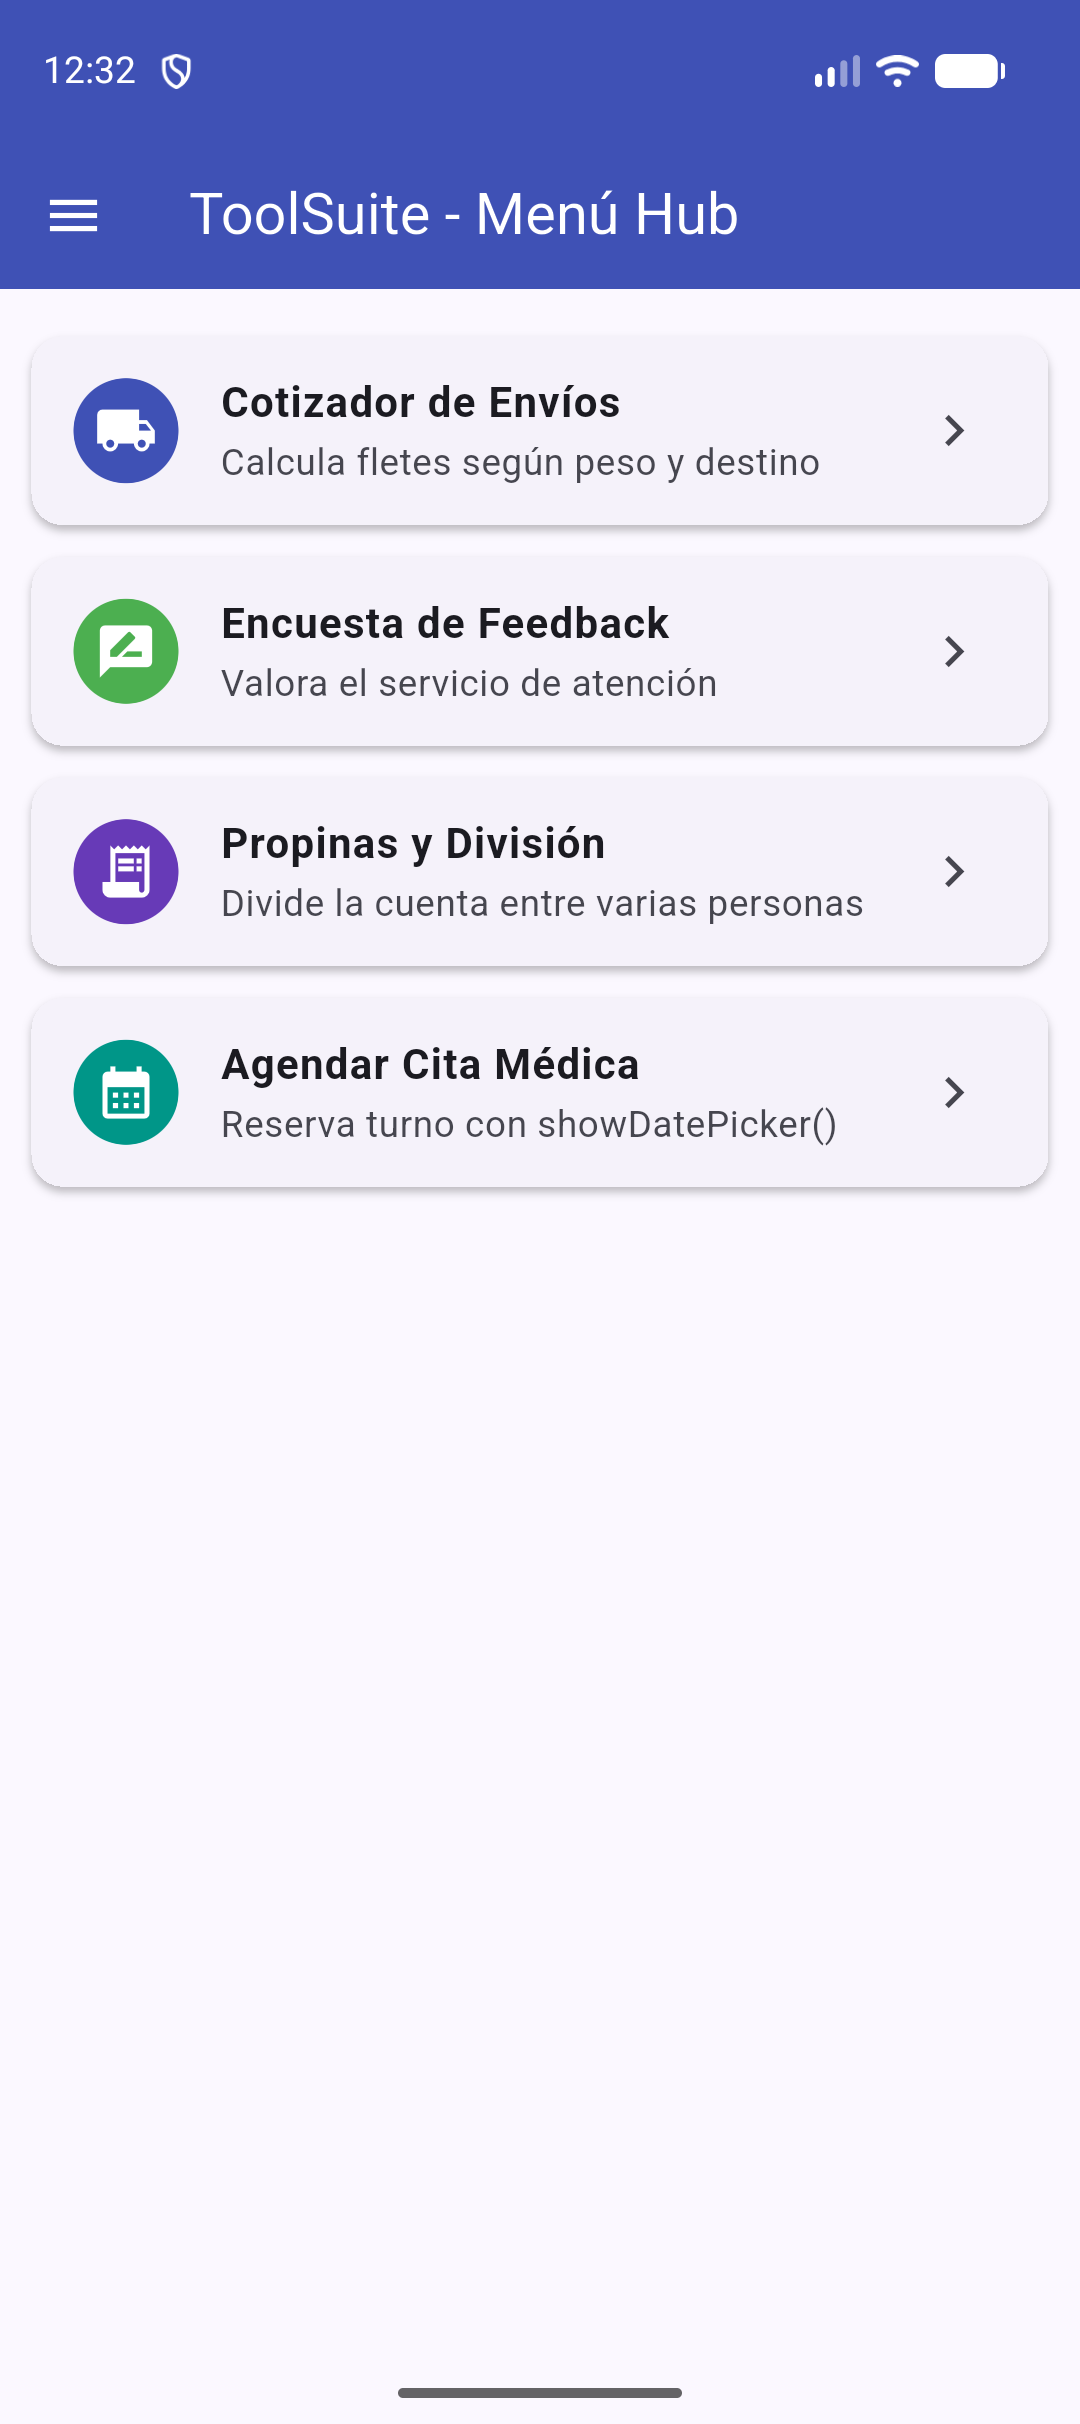 12:32
ToolSuite - Menú Hub
Cotizador de Envíos
Calcula fletes según peso y destino
Encuesta de Feedback
Valora el servicio de atención
Propinas y División
Divide la cuenta entre varias personas
Agendar Cita Médica
Reserva turno con showDatePicker()